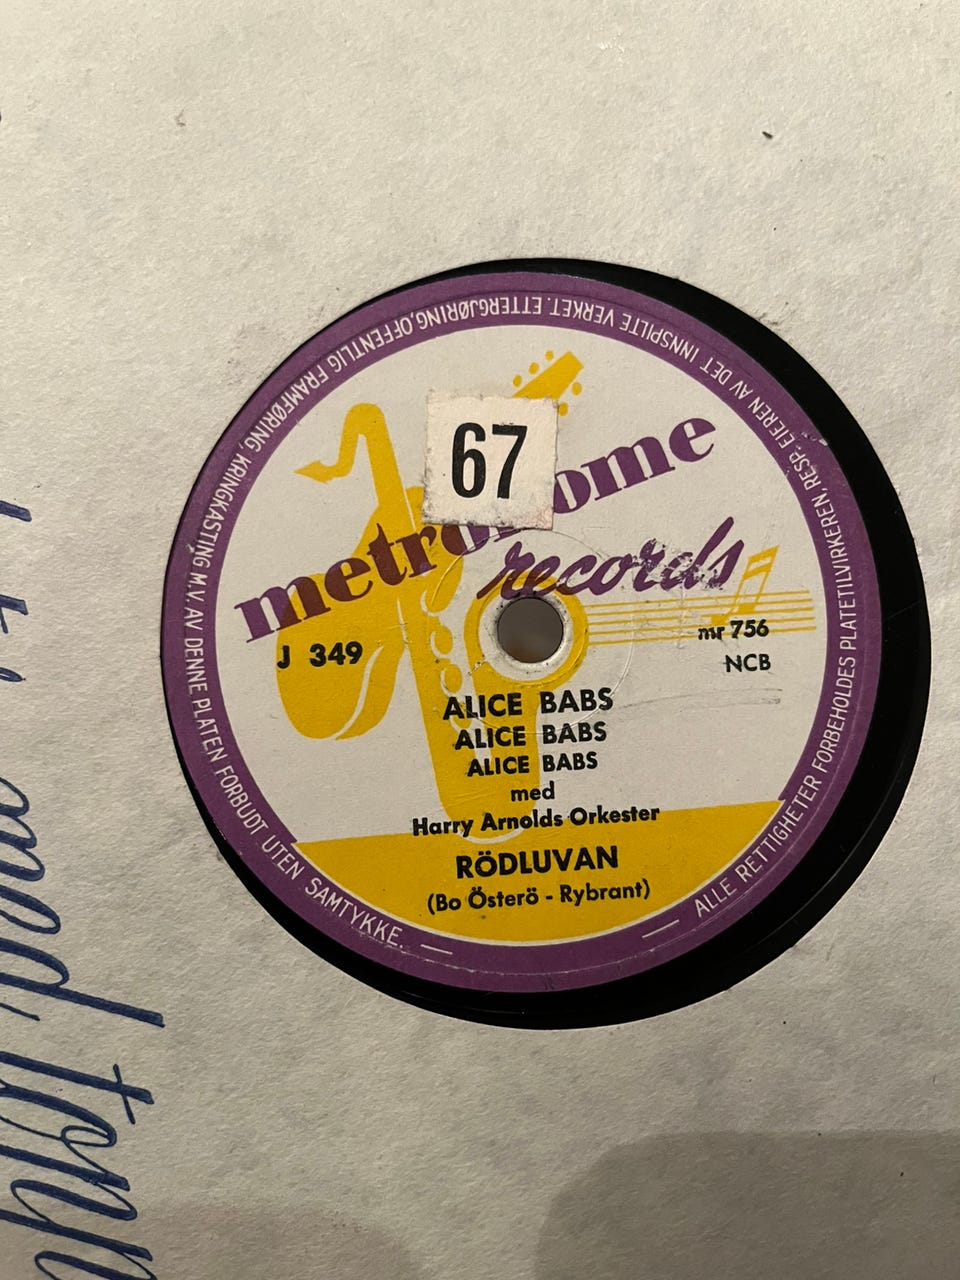 ALLE RETTIGHETER FORBEHOLDES PLATETILVIRKEREN, RESP. EIEREN AV DET INNSPILTE VERKET. ETTERGJØRING, OFFENTLIG FRAMFØRING, KRINGKASTING M.V. AV DENNE PLATEN FORBUDT UTEN SAMTYKKE.
67
records
J 349
mr 756
NCB
ALICE BABS
ALICE BABS
ALICE BABS
med
Harry Arnolds Orkester
RÖDLUVAN
(Bo Österö - Rybrant)